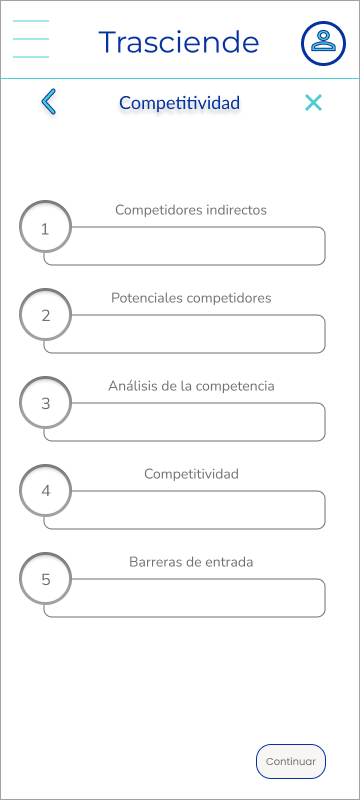 Trasciende
Competitividad
Competidores indirectos
1
Potenciales competidores
2
Análisis de la competencia
3
Competitividad
4
Barreras de entrada
5
Continuar